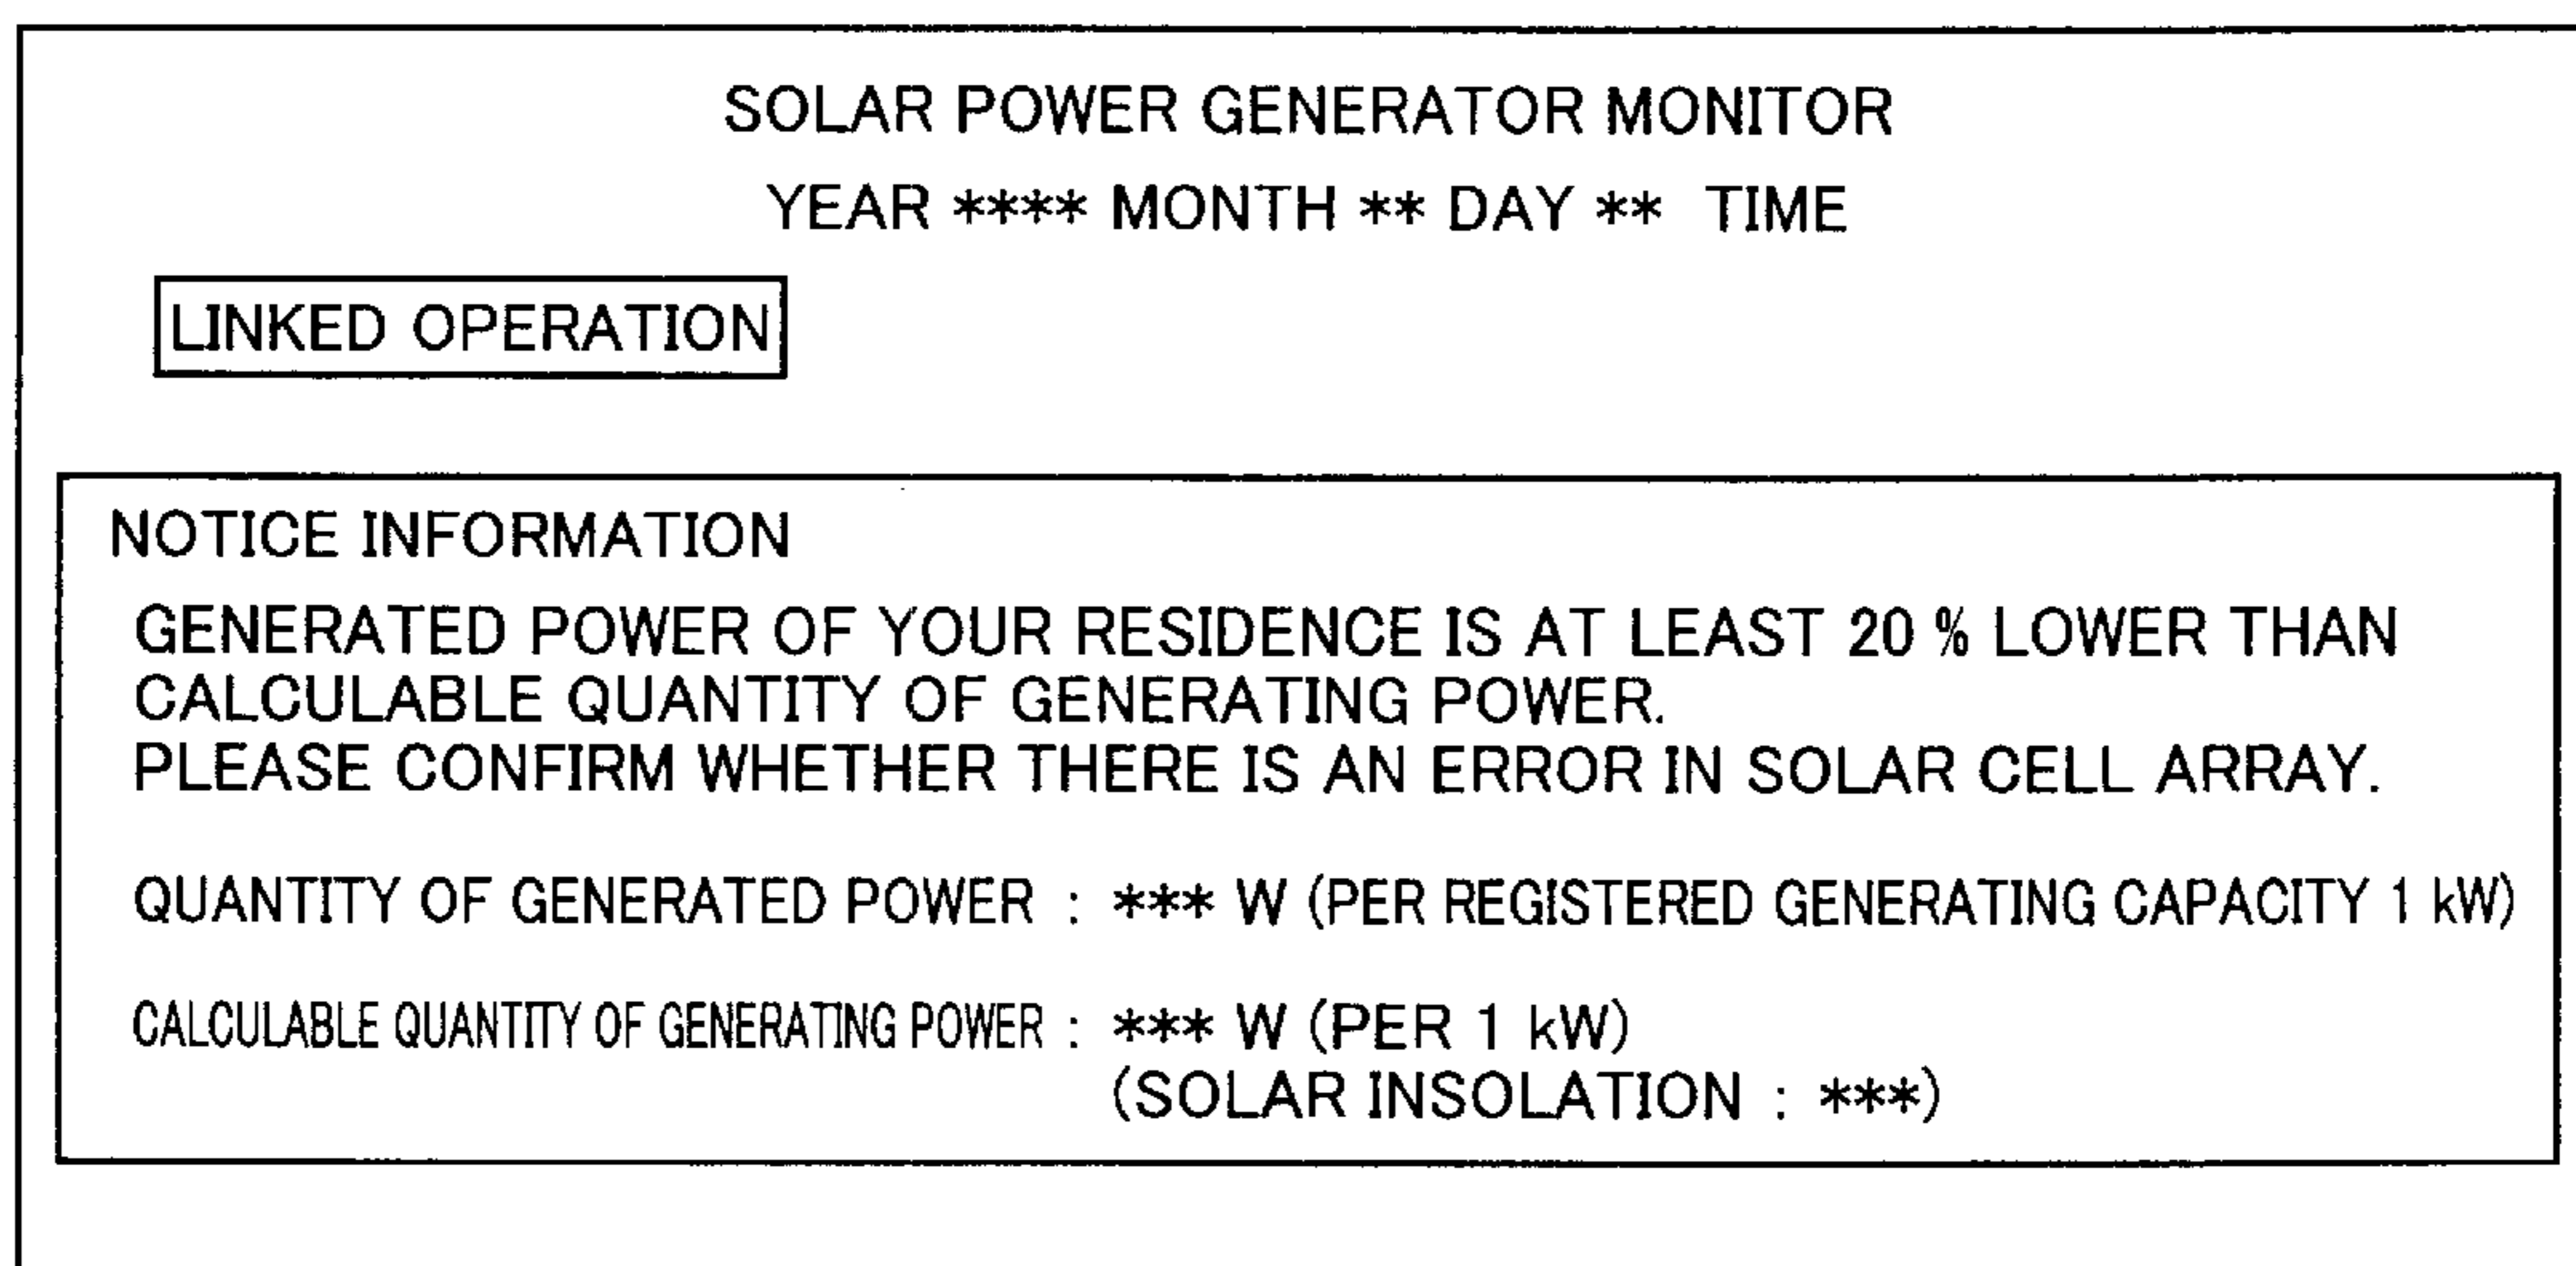 SOLAR POWER GENERATOR MONITOR
YEAR **** MONTH ** DAY ** TIME
LINKED OPERATION
NOTICE INFORMATION
GENERATED POWER OF YOUR RESIDENCE IS AT LEAST 20 % LOWER THAN
CALCULABLE QUANTITY OF GENERATING POWER.
PLEASE CONFIRM WHETHER THERE IS AN ERROR IN SOLAR CELL ARRAY.
QUANTITY OF GENERATED POWER : *** W (PER REGISTERED GENERATING CAPACITY 1 kW)
CALCULABLE QUANTITY OF GENERATING POWER : *** W (PER 1 kW)
(SOLAR INSOLATION : ***)